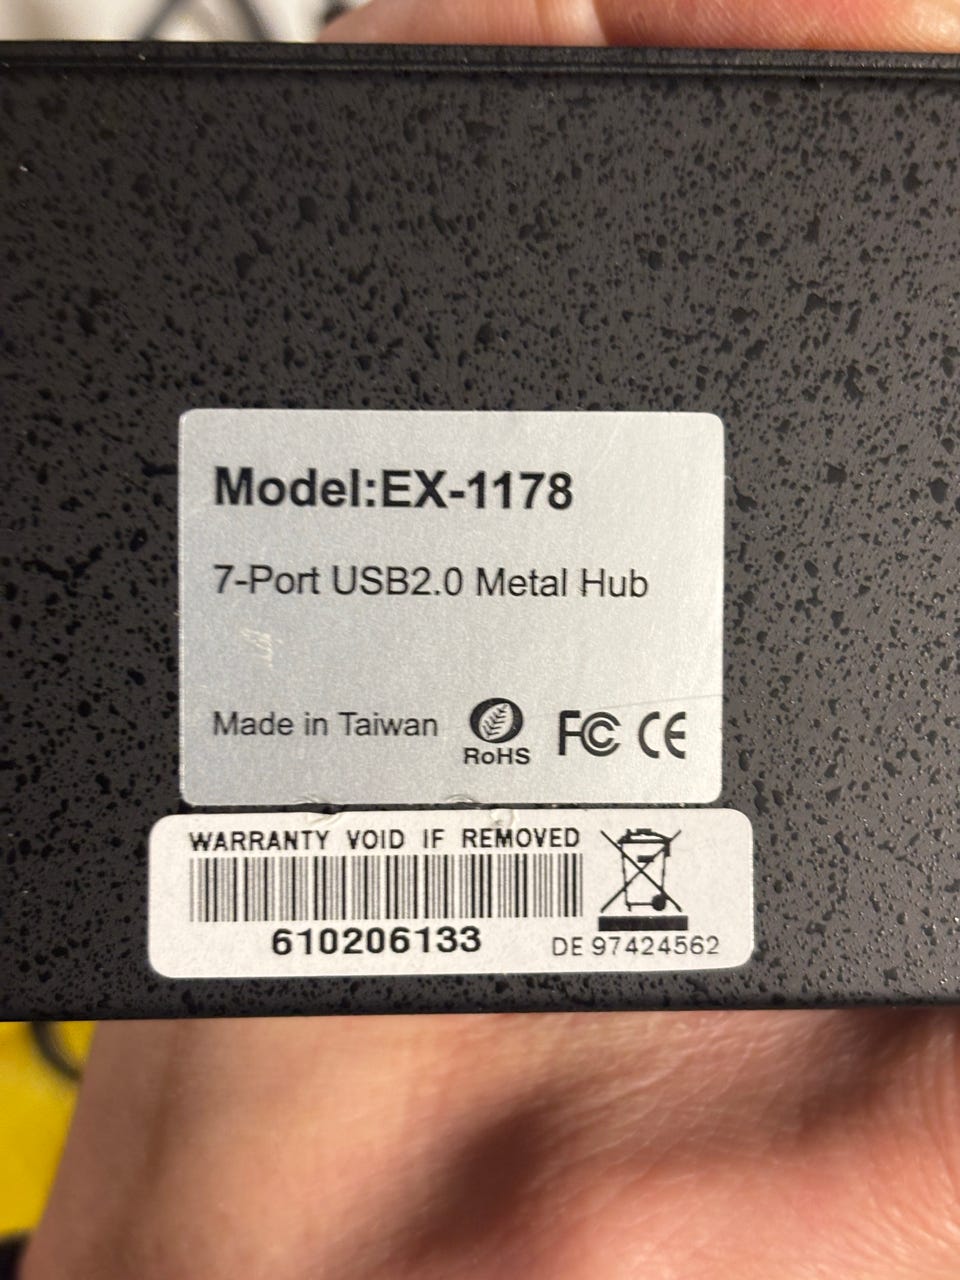 Model:EX-1178
7-Port USB2.0 Metal Hub
Made in Taiwan
RoHS
FC CE
WARRANTY VOID IF REMOVED
610206133
DE 97424562